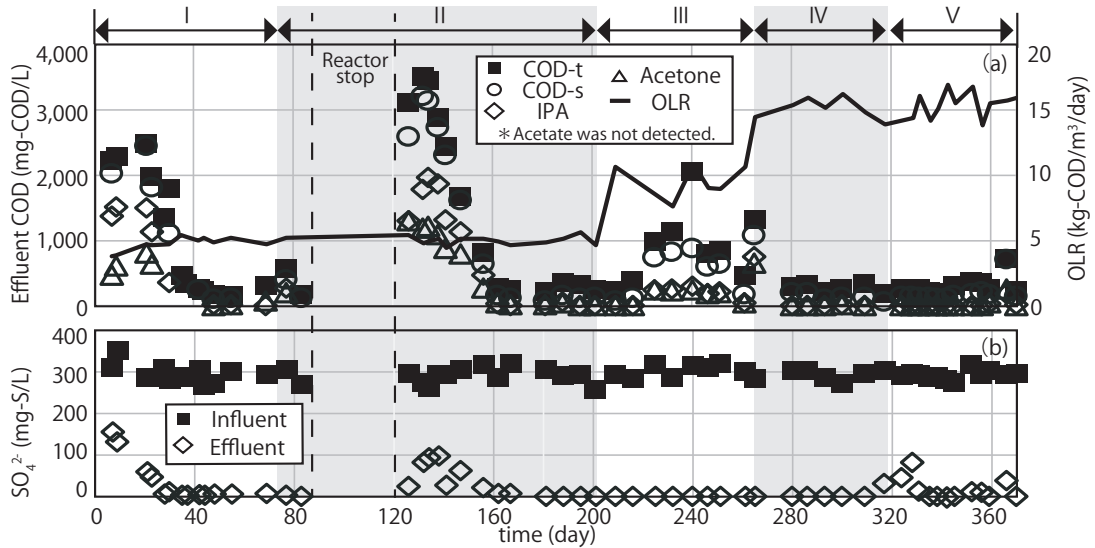 I II III IV V
4,000
3,000
2,000
1,000
0
Effluent COD (mg-COD/L)
Reactor
stop
COD-t
COD-s
IPA
Acetone
OLR
*Acetate was not detected.
(a)
20
15
10
5
0
OLR (kg-COD/m³/day)
400
300
200
100
0
SO₄²⁻ (mg-S/L)
Influent
Effluent
(b)
0 40 80 120 160 200 240 280 320 360
time (day)